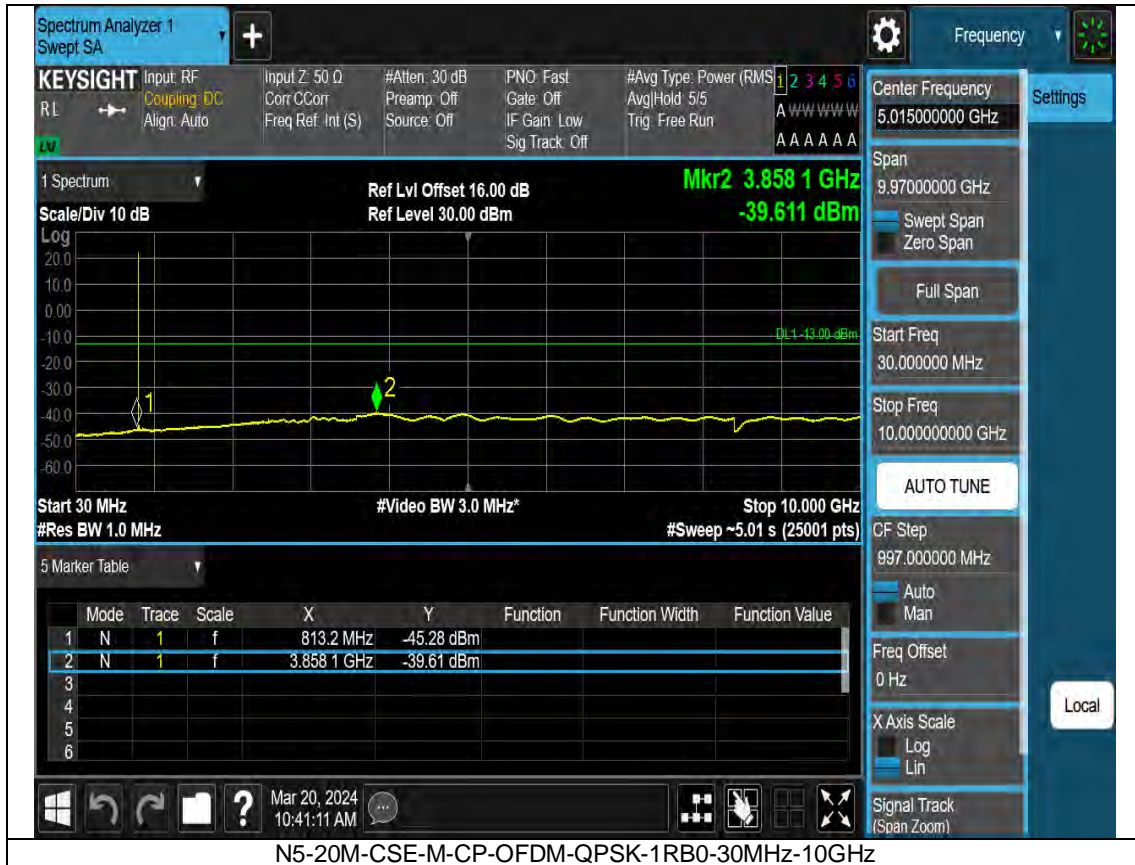 Spectrum Analyzer 1
Swept SA
Frequency
KEYSIGHT
RL
Input: RF
Coupling: DC
Align: Auto
Input Z: 50 Ω
Corr CCorr
Freq Ref: Int (S)
#Atten: 30 dB
Preamp: Off
Source: Off
PNO: Fast
Gate: Off
IF Gain: Low
Sig Track: Off
#Avg Type: Power (RMS
Avg|Hold: 5/5
Trig: Free Run
1 2 3 4 5 6
A W W W W W
A A A A A A
1 Spectrum
Scale/Div 10 dB
Log
Ref Lvl Offset 16.00 dB
Ref Level 30.00 dBm
Mkr2 3.858 1 GHz
-39.611 dBm
20.0
10.0
0.00
-10.0
-20.0
-30.0
-40.0
-50.0
-60.0
DL1 -13.00 dBm
1
2
Start 30 MHz
#Res BW 1.0 MHz
#Video BW 3.0 MHz*
Stop 10.000 GHz
#Sweep ~5.01 s (25001 pts)
5 Marker Table
Mode Trace Scale X Y Function Function Width Function Value
1 N 1 f 813.2 MHz -45.28 dBm
2 N 1 f 3.858 1 GHz -39.61 dBm
3
4
5
6
Mar 20, 2024
10:41:11 AM
Center Frequency
5.015000000 GHz
Settings
Span
9.97000000 GHz
Swept Span
Zero Span
Full Span
Start Freq
30.000000 MHz
Stop Freq
10.000000000 GHz
AUTO TUNE
CF Step
997.000000 MHz
Auto
Man
Freq Offset
0 Hz
X Axis Scale
Log
Lin
Signal Track
(Span Zoom)
Local
N5-20M-CSE-M-CP-OFDM-QPSK-1RB0-30MHz-10GHz